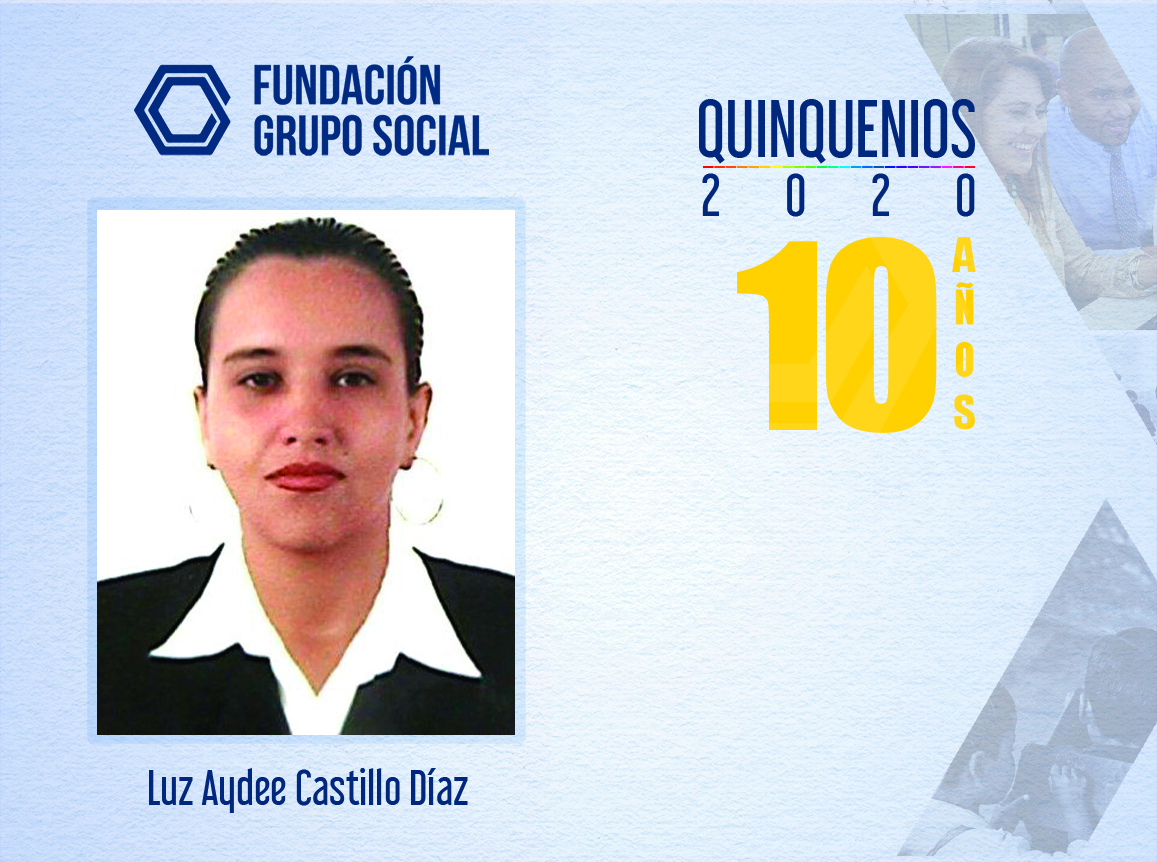 FUNDACIÓN
GRUPO SOCIAL
QUINQUENIOS
2020
10 AÑOS
Luz Aydee Castillo Díaz